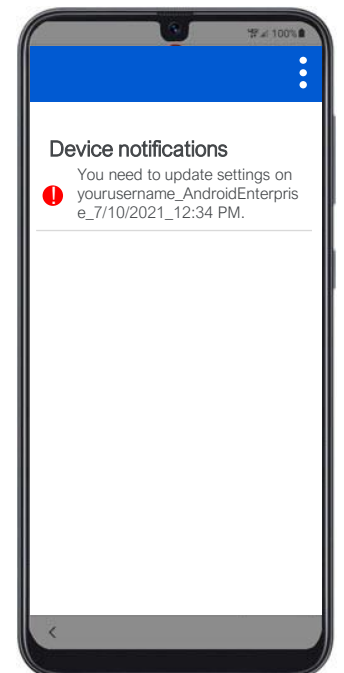 100%
Device notifications
You need to update settings on
yourusername_AndroidEnterpris
e_7/10/2021_12:34 PM.